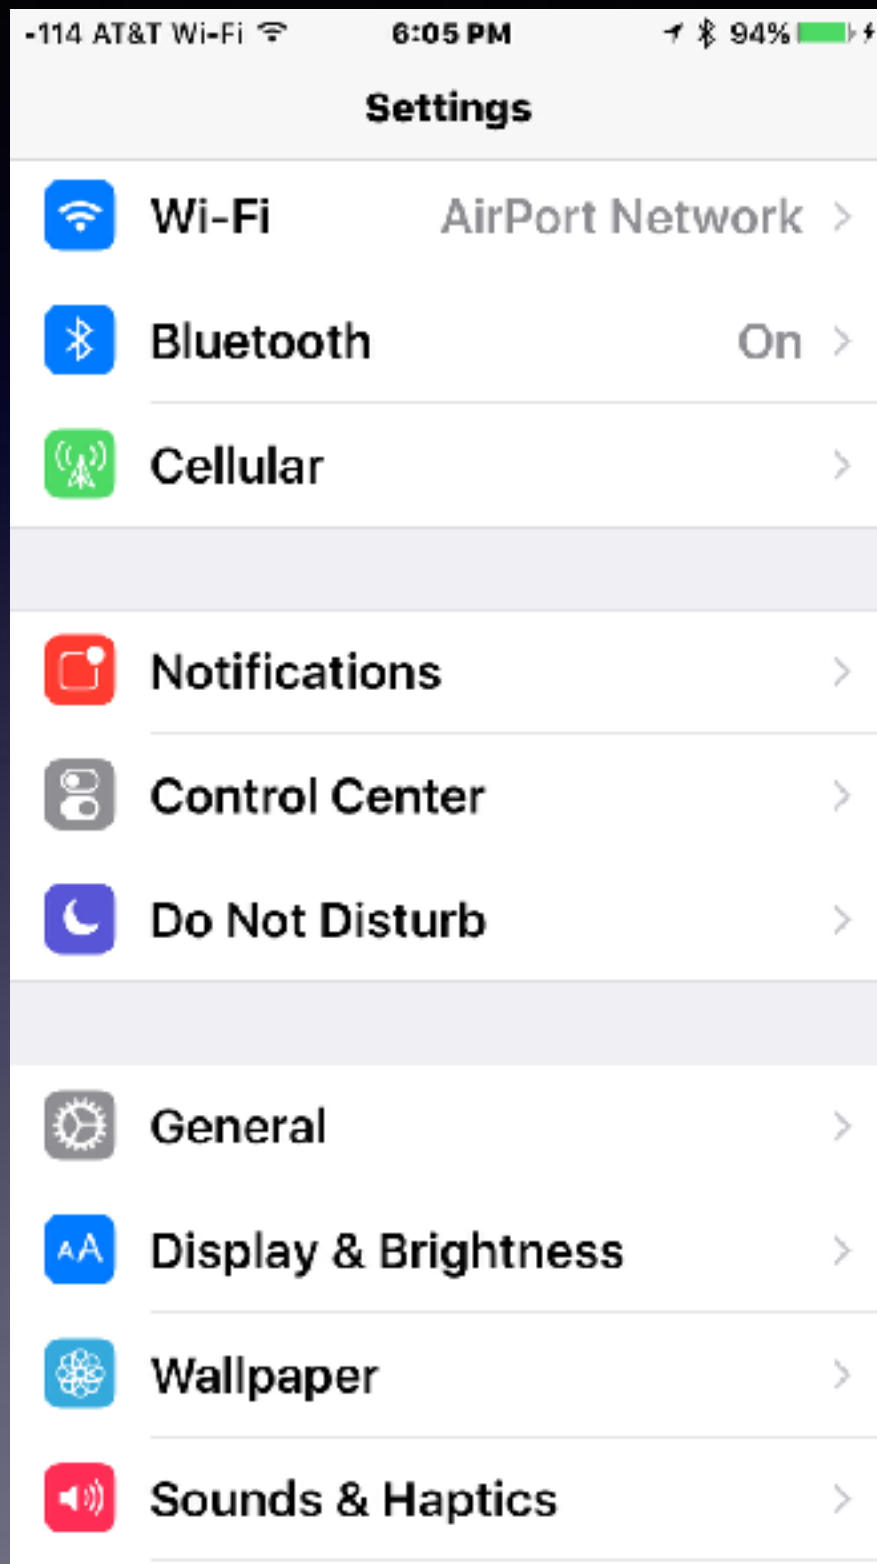 -114 AT&T Wi-Fi 6:05 PM 94%
Settings
Wi-Fi AirPort Network
Bluetooth On
Cellular
Notifications
Control Center
Do Not Disturb
General
AA Display & Brightness
Wallpaper
Sounds & Haptics